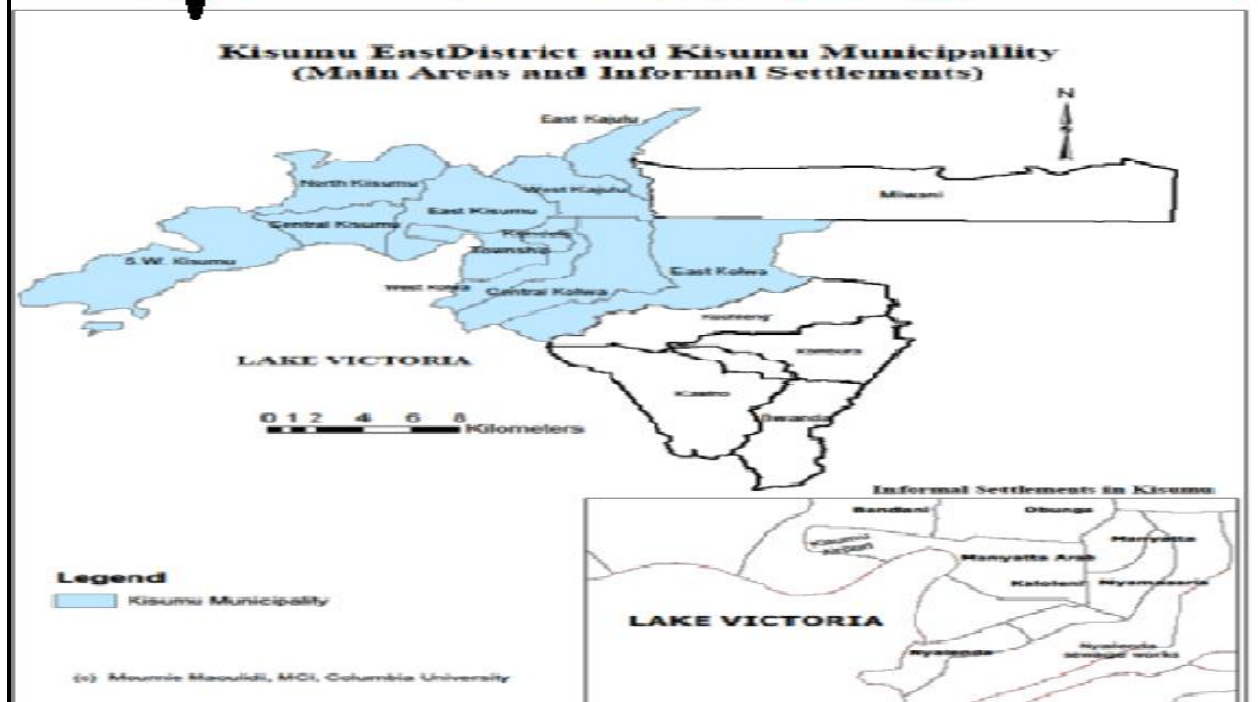 Kisumu EastDistrict and Kisumu Municipallity
(Main Areas and Informal Settlements)
N
East Kajulu
North Kisumu
West Kajulu
Miwani
East Kisumu
Central Kisumu
Township
S.W. Kisumu
East Kolwa
West Kolwa
Central Kolwa
LAKE VICTORIA
Kawino
Bwanda
0 1 2 4 6 8
Kilometers
Informal Settlements in Kisumu
Bandani
Obunga
Kisumu
airport
Manyatta
Manyatta Arab
Kaloleni
Nyamasaria
Legend
Kisumu Municipality
LAKE VICTORIA
Nyalenda
Nyalenda
sewage works
(c) Moumie Maoulidi, MCI, Columbia University